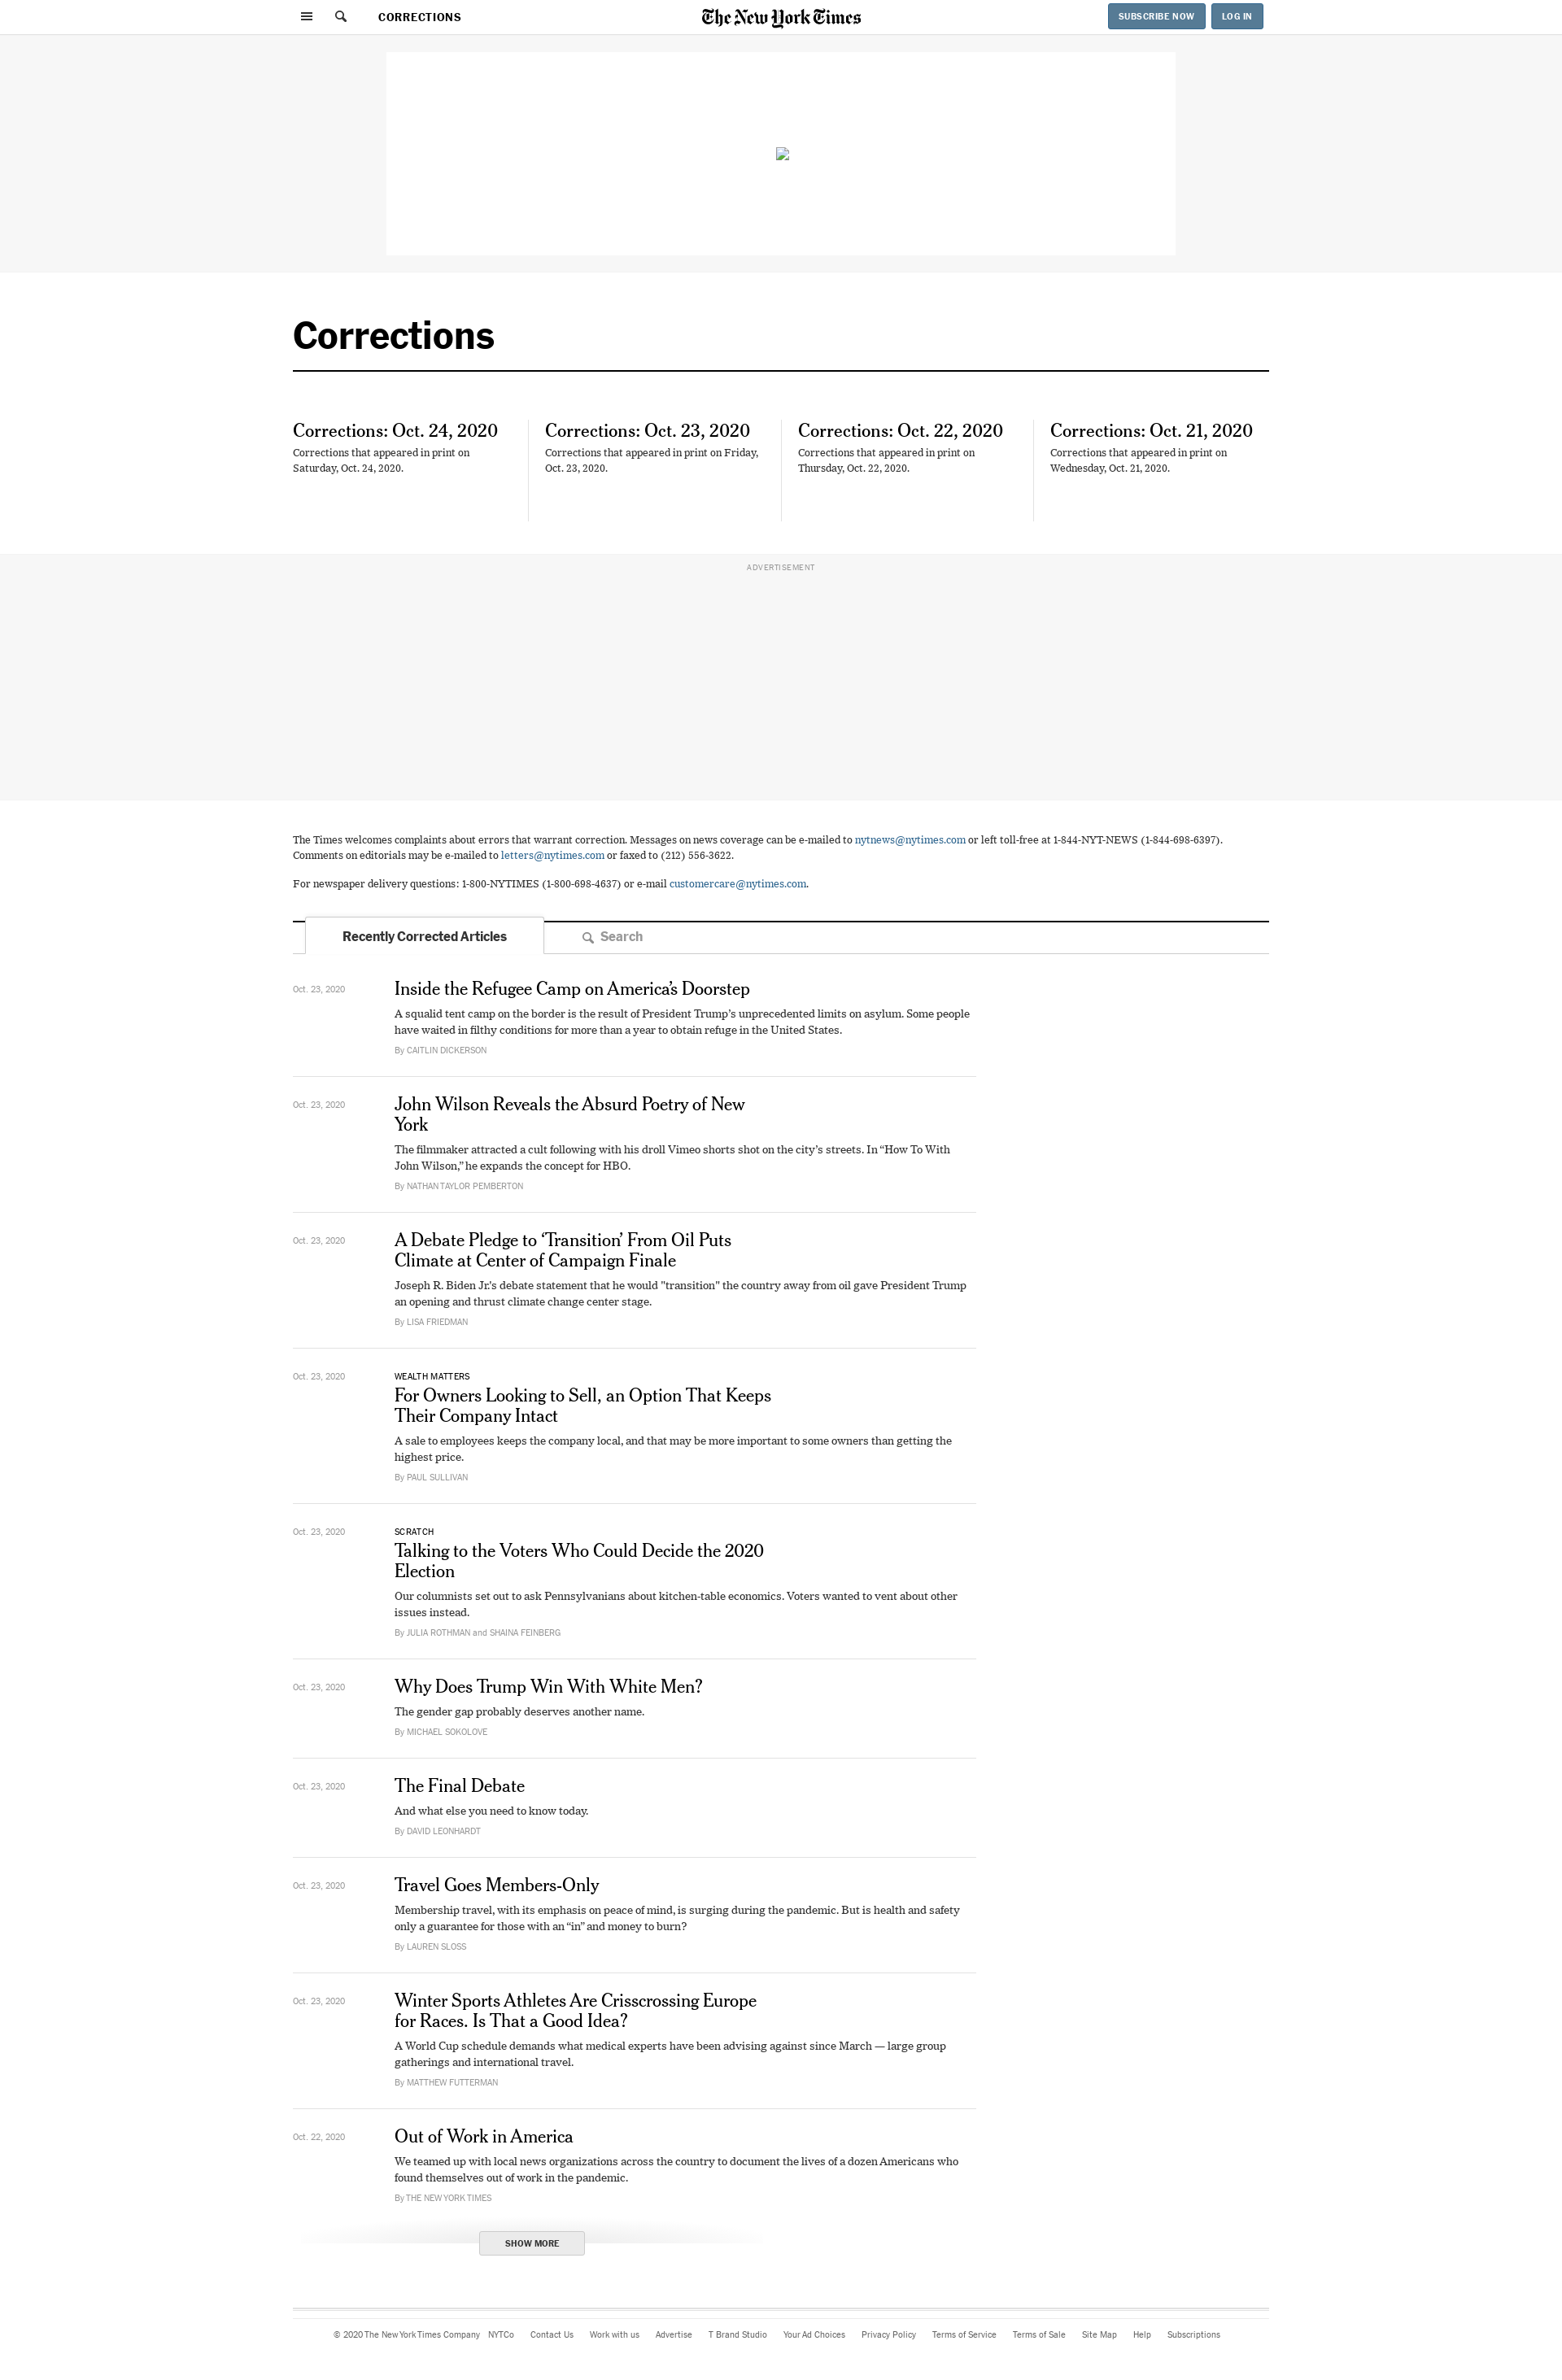 CORRECTIONS
The New York Times
SUBSCRIBE NOW
LOG IN
Corrections
Corrections: Oct. 24, 2020
Corrections that appeared in print on
Saturday, Oct. 24, 2020.
Corrections: Oct. 23, 2020
Corrections that appeared in print on Friday,
Oct. 23, 2020.
Corrections: Oct. 22, 2020
Corrections that appeared in print on
Thursday, Oct. 22, 2020.
Corrections: Oct. 21, 2020
Corrections that appeared in print on
Wednesday, Oct. 21, 2020.
ADVERTISEMENT
The Times welcomes complaints about errors that warrant correction. Messages on news coverage can be e-mailed to nytnews@nytimes.com or left toll-free at 1-844-NYT-NEWS (1-844-698-6397).
Comments on editorials may be e-mailed to letters@nytimes.com or faxed to (212) 556-3622.
For newspaper delivery questions: 1-800-NYTIMES (1-800-698-4637) or e-mail customercare@nytimes.com.
Recently Corrected Articles
Search
Oct. 23, 2020
Inside the Refugee Camp on America’s Doorstep
A squalid tent camp on the border is the result of President Trump’s unprecedented limits on asylum. Some people
have waited in filthy conditions for more than a year to obtain refuge in the United States.
By CAITLIN DICKERSON
Oct. 23, 2020
John Wilson Reveals the Absurd Poetry of New
York
The filmmaker attracted a cult following with his droll Vimeo shorts shot on the city’s streets. In “How To With
John Wilson,” he expands the concept for HBO.
By NATHAN TAYLOR PEMBERTON
Oct. 23, 2020
A Debate Pledge to ‘Transition’ From Oil Puts
Climate at Center of Campaign Finale
Joseph R. Biden Jr.'s debate statement that he would "transition" the country away from oil gave President Trump
an opening and thrust climate change center stage.
By LISA FRIEDMAN
Oct. 23, 2020
WEALTH MATTERS
For Owners Looking to Sell, an Option That Keeps
Their Company Intact
A sale to employees keeps the company local, and that may be more important to some owners than getting the
highest price.
By PAUL SULLIVAN
Oct. 23, 2020
SCRATCH
Talking to the Voters Who Could Decide the 2020
Election
Our columnists set out to ask Pennsylvanians about kitchen-table economics. Voters wanted to vent about other
issues instead.
By JULIA ROTHMAN and SHAINA FEINBERG
Oct. 23, 2020
Why Does Trump Win With White Men?
The gender gap probably deserves another name.
By MICHAEL SOKOLOVE
Oct. 23, 2020
The Final Debate
And what else you need to know today.
By DAVID LEONHARDT
Oct. 23, 2020
Travel Goes Members-Only
Membership travel, with its emphasis on peace of mind, is surging during the pandemic. But is health and safety
only a guarantee for those with an “in” and money to burn?
By LAUREN SLOSS
Oct. 23, 2020
Winter Sports Athletes Are Crisscrossing Europe
for Races. Is That a Good Idea?
A World Cup schedule demands what medical experts have been advising against since March — large group
gatherings and international travel.
By MATTHEW FUTTERMAN
Oct. 22, 2020
Out of Work in America
We teamed up with local news organizations across the country to document the lives of a dozen Americans who
found themselves out of work in the pandemic.
By THE NEW YORK TIMES
SHOW MORE
© 2020 The New York Times Company NYTCo Contact Us Work with us Advertise T Brand Studio Your Ad Choices Privacy Policy Terms of Service Terms of Sale Site Map Help Subscriptions